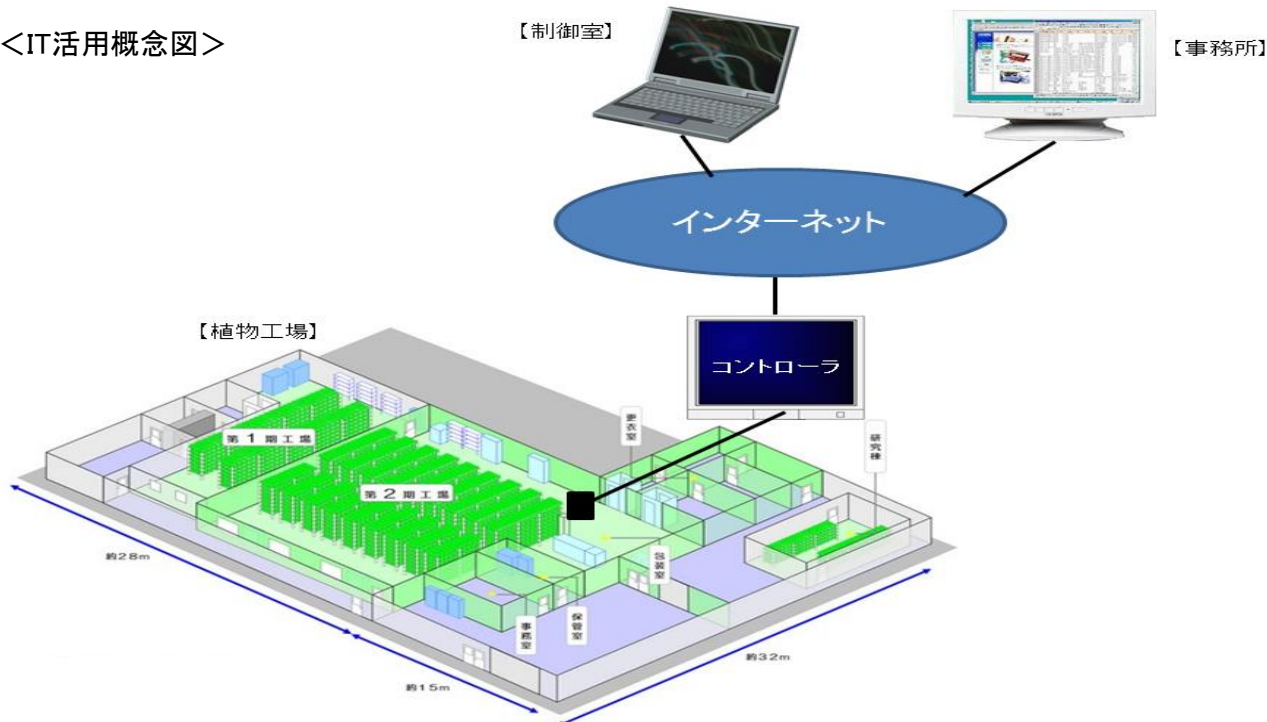 <IT活用概念図>
【制御室】
【事務所】
インターネット
コントローラ
【植物工場】
第1期工場
第2期工場
更衣室
研究棟
包装室
保管室
事務室
約28m
約15m
約32m